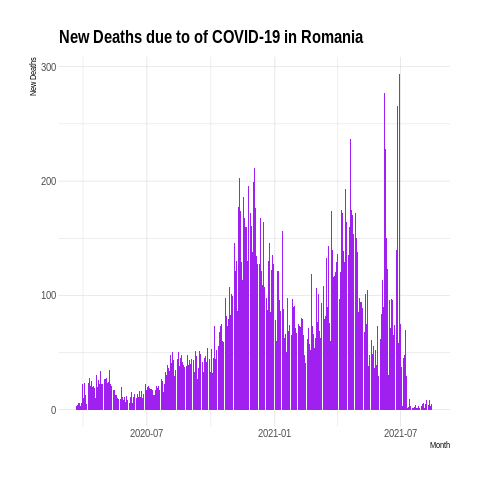 New Deaths due to of COVID-19 in Romania
New Deaths
300
200
100
0
2020-07
2021-01
2021-07
Month